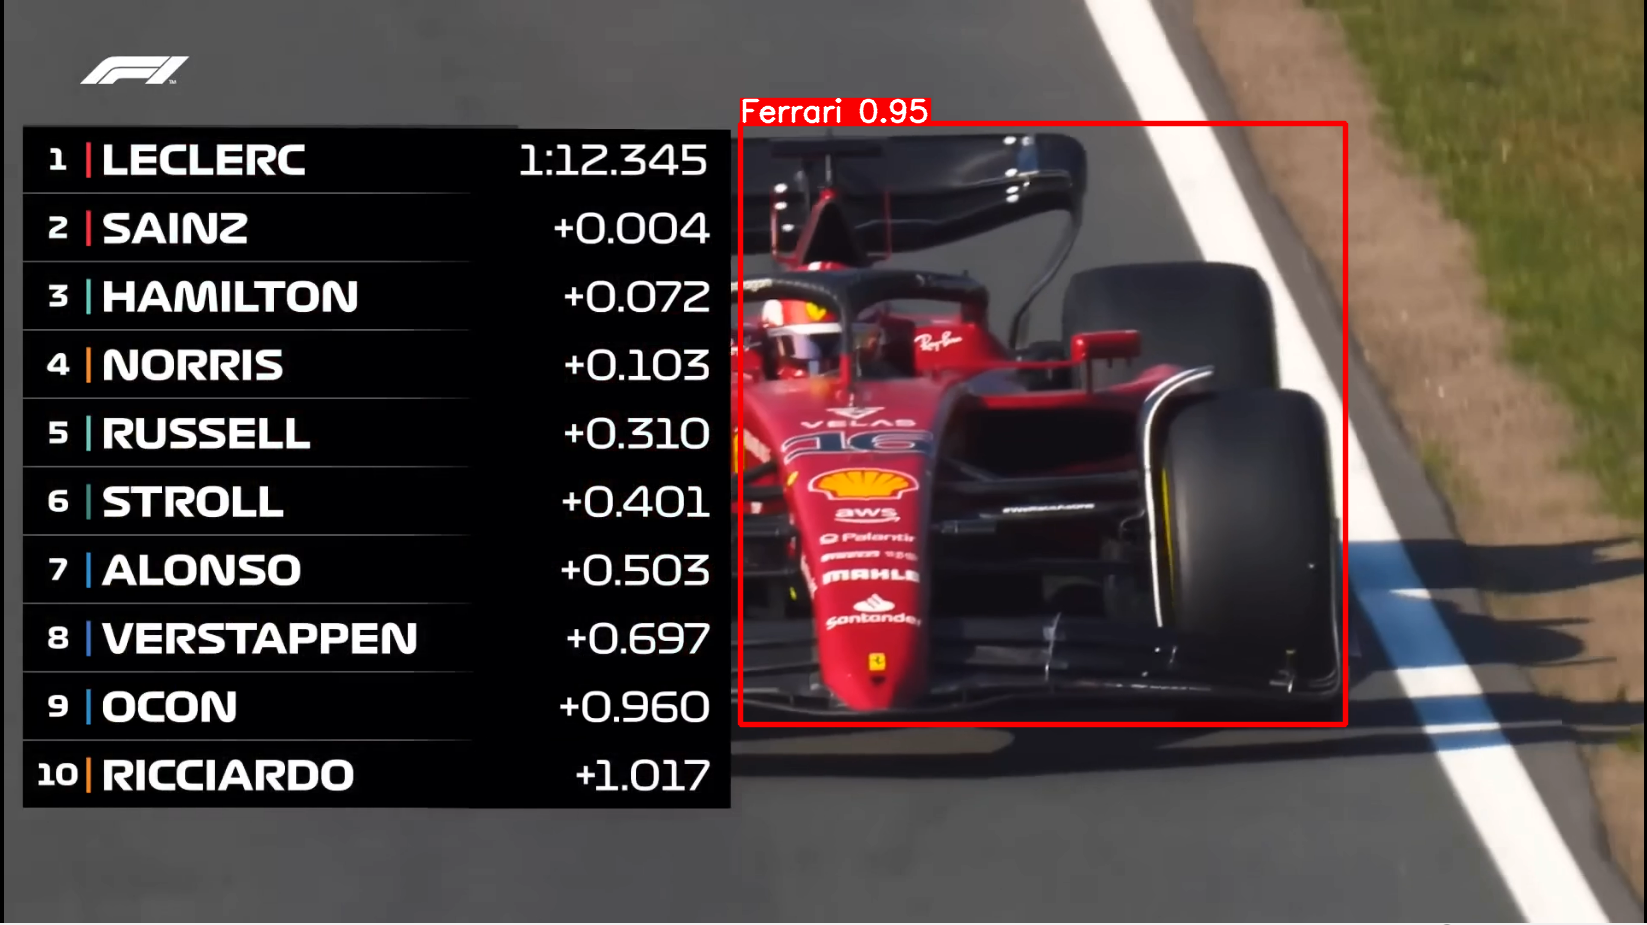 F1
Ferrari 0.95
1 LECLERC 1:12.345
2 SAINZ +0.004
3 HAMILTON +0.072
4 NORRIS +0.103
5 RUSSELL +0.310
6 STROLL +0.401
7 ALONSO +0.503
8 VERSTAPPEN +0.697
9 OCON +0.960
10 RICCIARDO +1.017
Ray-Ban
VELAS
16
aws
Palantir
MAHLE
Santander